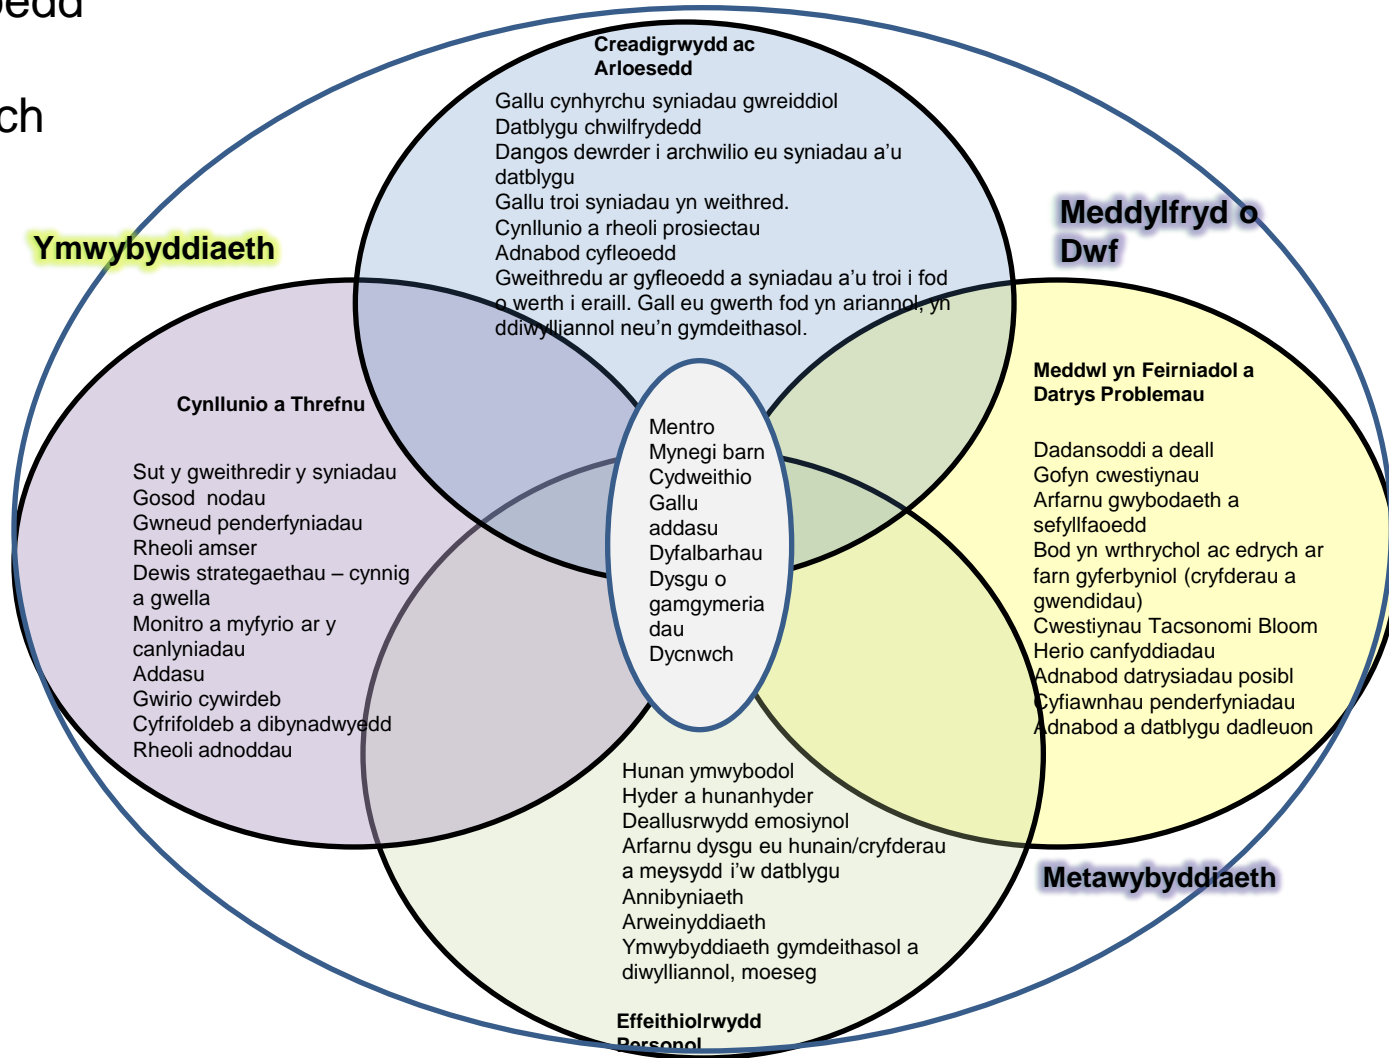 Creadigrwydd ac
Arloesedd
Gallu cynhyrchu syniadau gwreiddiol
Datblygu chwilfrydedd
Dangos dewrder i archwilio eu syniadau a'u
datblygu
Gallu troi syniadau yn weithred.
Cynllunio a rheoli prosiectau
Adnabod cyfleoedd
Gweithredu ar gyfleoedd a syniadau a'u troi i fod
o werth i eraill. Gall eu gwerth fod yn ariannol, yn
ddiwylliannol neu'n gymdeithasol.
Ymwybyddiaeth
Meddylfryd o
Dwf
Cynllunio a Threfnu
Sut y gweithredir y syniadau
Gosod nodau
Gwneud penderfyniadau
Rheoli amser
Dewis strategaethau – cynnig
a gwella
Monitro a myfyrio ar y
canlyniadau
Addasu
Gwirio cywirdeb
Cyfrifoldeb a dibynadwyedd
Rheoli adnoddau
Mentro
Mynegi barn
Cydweithio
Gallu
addasu
Dyfalbarhau
Dysgu o
gamgymeria
dau
Dycnwch
Meddwl yn Feirniadol a
Datrys Problemau
Dadansoddi a deall
Gofyn cwestiynau
Arfarnu gwybodaeth a
sefyllfaoedd
Bod yn wrthrychol ac edrych ar
farn gyferbyniol (cryfderau a
gwendidau)
Cwestiynau Tacsonomi Bloom
Herio canfyddiadau
Adnabod datrysiadau posibl
Cyfiawnhau penderfyniadau
Adnabod a datblygu dadleuon
Hunan ymwybodol
Hyder a hunanhyder
Deallusrwydd emosiynol
Arfarnu dysgu eu hunain/cryfderau
a meysydd i'w datblygu
Annibyniaeth
Arweinyddiaeth
Ymwybyddiaeth gymdeithasol a
diwylliannol, moeseg
Effeithiolrwydd
Personol
Metawybyddiaeth